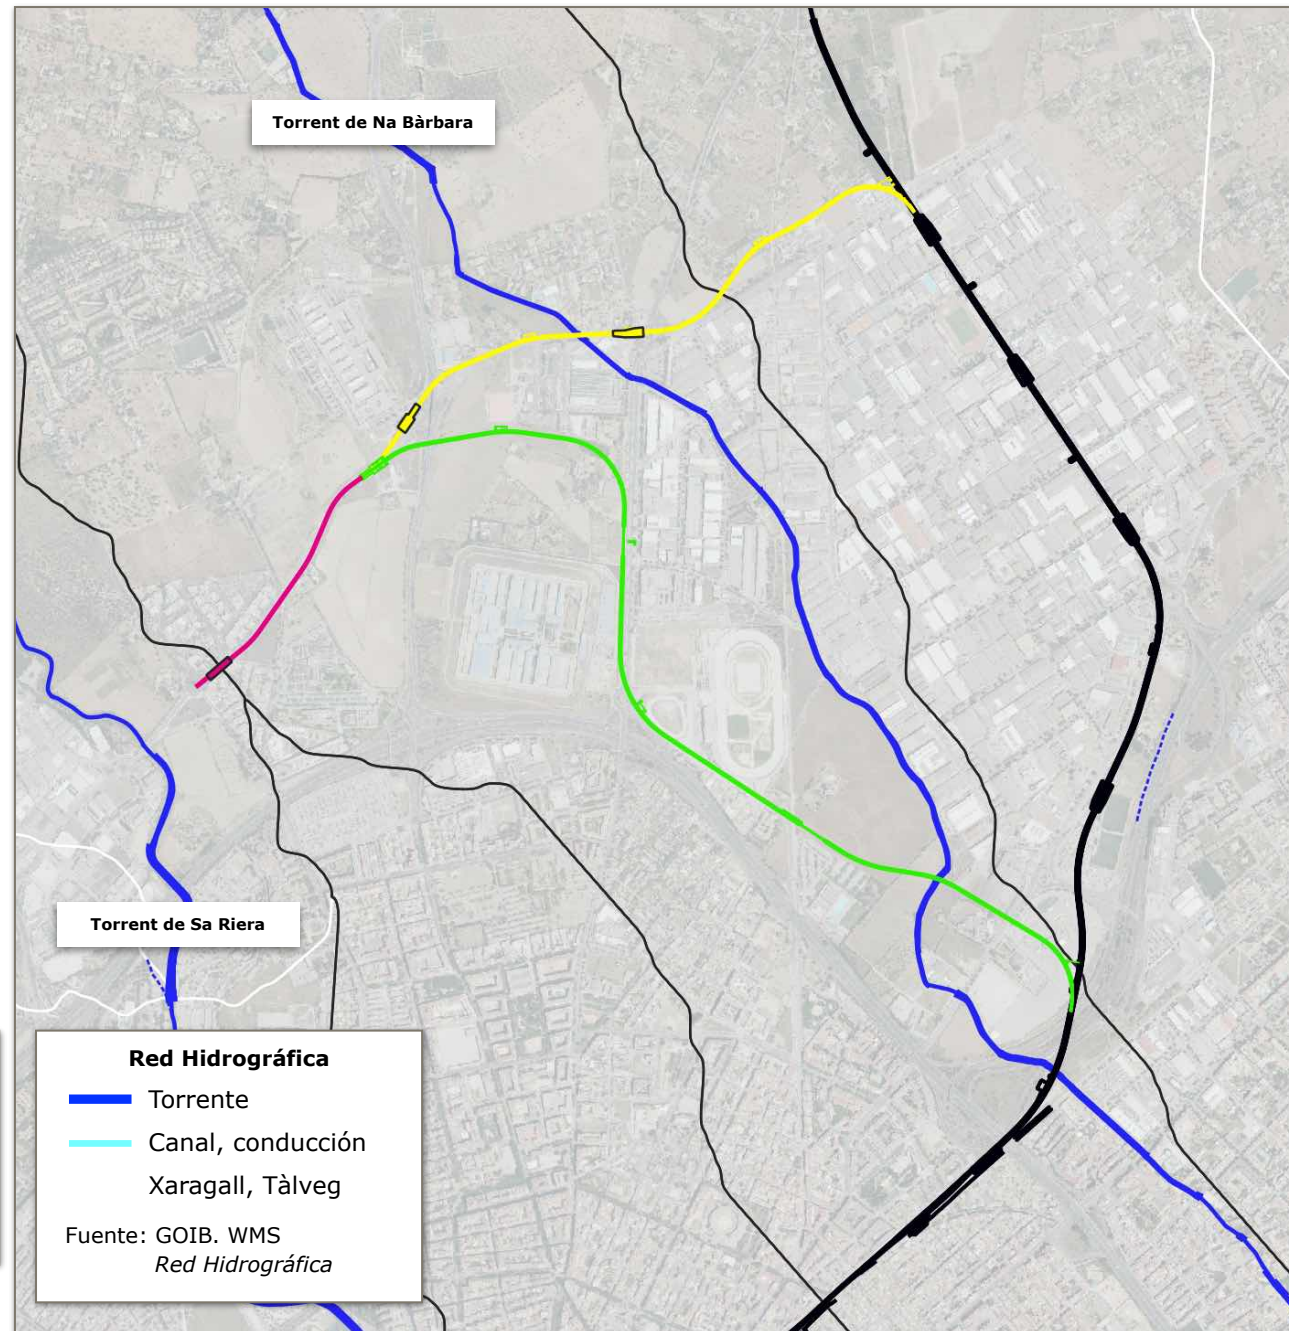 Torrent de Na Bàrbara
Torrent de Sa Riera
Red Hidrográfica
Torrente
Canal, conducción
Xaragall, Tàlveg
Fuente: GOIB. WMS
Red Hidrográfica